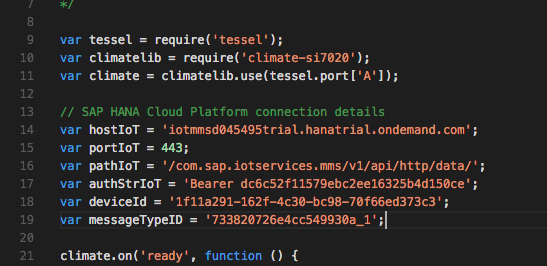 7 */
8
9 var tessel = require('tessel');
10 var climatelib = require('climate-si7020');
11 var climate = climatelib.use(tessel.port['A']);
12
13 // SAP HANA Cloud Platform connection details
14 var hostIoT = 'iotmmsd045495trial.hanatrial.ondemand.com';
15 var portIoT = 443;
16 var pathIoT = '/com.sap.iotservices.mms/v1/api/http/data/';
17 var authStrIoT = 'Bearer dc6c52f11579ebc2ee16325b4d150ce';
18 var deviceId = '1f11a291-162f-4c30-bc98-70f66ed373c3';
19 var messageTypeID = '733820726e4cc549930a_1';
20
21 climate.on('ready', function () {